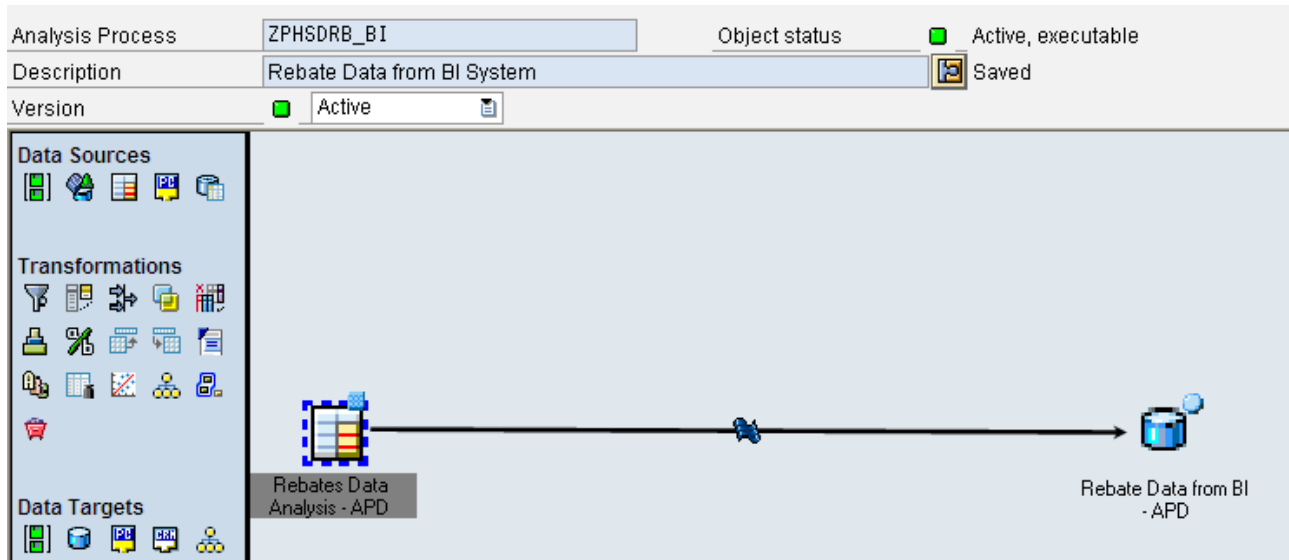 Analysis Process ZPHSDRB_BI Object status Active, executable
Description Rebate Data from BI System Saved
Version Active
Data Sources
Transformations
Data Targets
Rebates Data
Analysis - APD
Rebate Data from BI
- APD